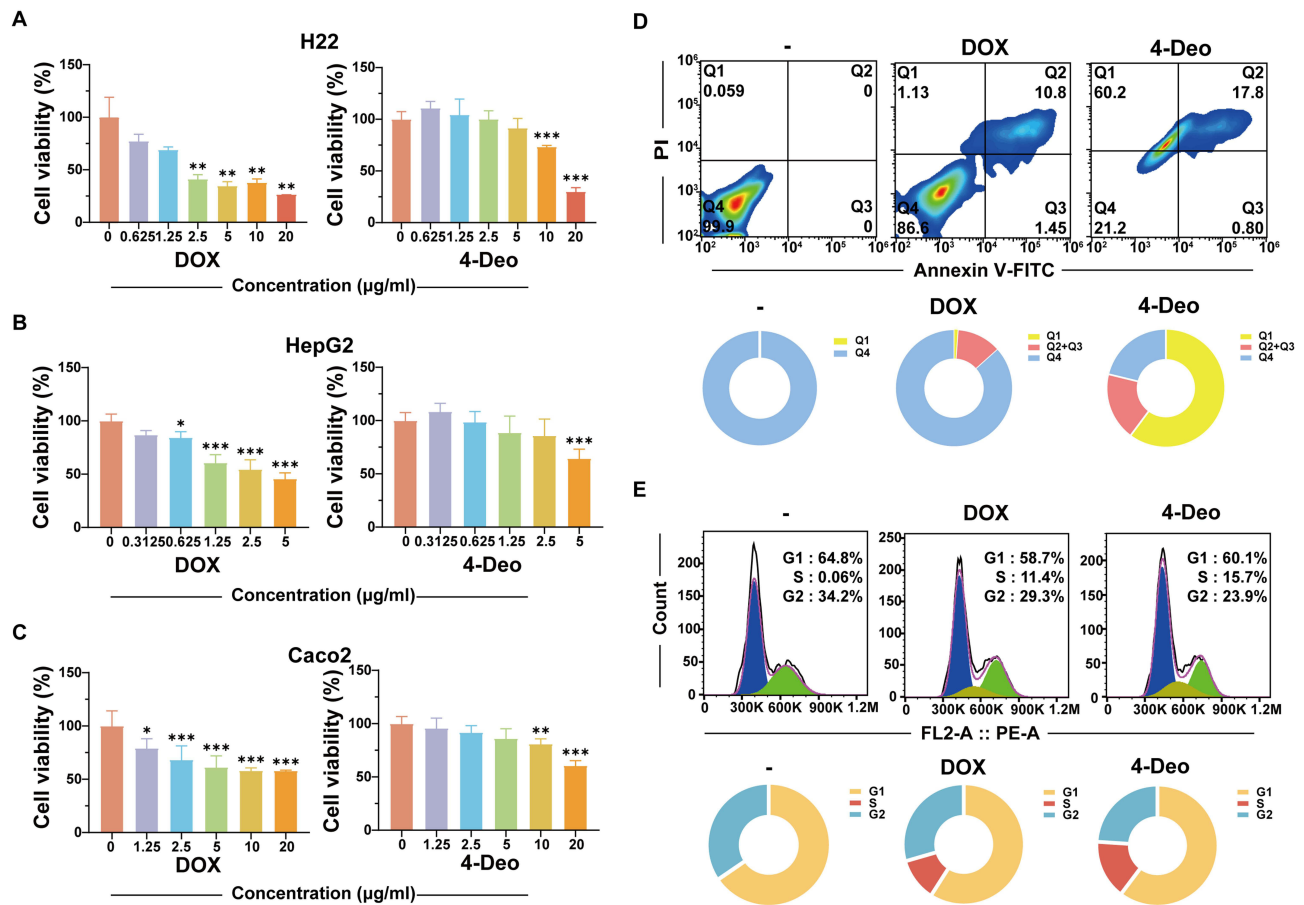 A
H22
Cell viability (%)
150
100
50
0
**
**
**
**
0 0.625 1.25 2.5 5 10 20
DOX
Cell viability (%)
150
100
50
0
***
***
0 0.625 1.25 2.5 5 10 20
4-Deo
Concentration (μg/ml)
B
HepG2
Cell viability (%)
150
100
50
0
*
***
***
***
0 0.3125 0.625 1.25 2.5 5
DOX
Cell viability (%)
150
100
50
0
***
0 0.3125 0.625 1.25 2.5 5
4-Deo
Concentration (μg/ml)
C
Caco2
Cell viability (%)
150
100
50
0
*
***
***
***
***
0 1.25 2.5 5 10 20
DOX
Cell viability (%)
150
100
50
0
**
***
0 1.25 2.5 5 10 20
4-Deo
Concentration (μg/ml)
D
- DOX 4-Deo
PI
10⁶
10⁵
10⁴
10³
10²
Q1
0.059
Q2
0
Q4
99.9
Q3
0
10² 10³ 10⁴ 10⁵ 10⁶
Q1
1.13
Q2
10.8
Q4
86.6
Q3
1.45
10² 10³ 10⁴ 10⁵ 10⁶
Q1
60.2
Q2
17.8
Q4
21.2
Q3
0.80
10² 10³ 10⁴ 10⁵ 10⁶
Annexin V-FITC
-
Q1
Q4
DOX
Q1
Q2+Q3
Q4
4-Deo
Q1
Q2+Q3
Q4
E
- DOX 4-Deo
Count
200
150
100
50
0
G1 : 64.8%
S : 0.06%
G2 : 34.2%
0 300K 600K 900K 1.2M
250
200
150
100
50
0
G1 : 58.7%
S : 11.4%
G2 : 29.3%
0 300K 600K 900K 1.2M
200
150
100
50
0
G1 : 60.1%
S : 15.7%
G2 : 23.9%
0 300K 600K 900K 1.2M
FL2-A :: PE-A
-
G1
S
G2
DOX
G1
S
G2
4-Deo
G1
S
G2